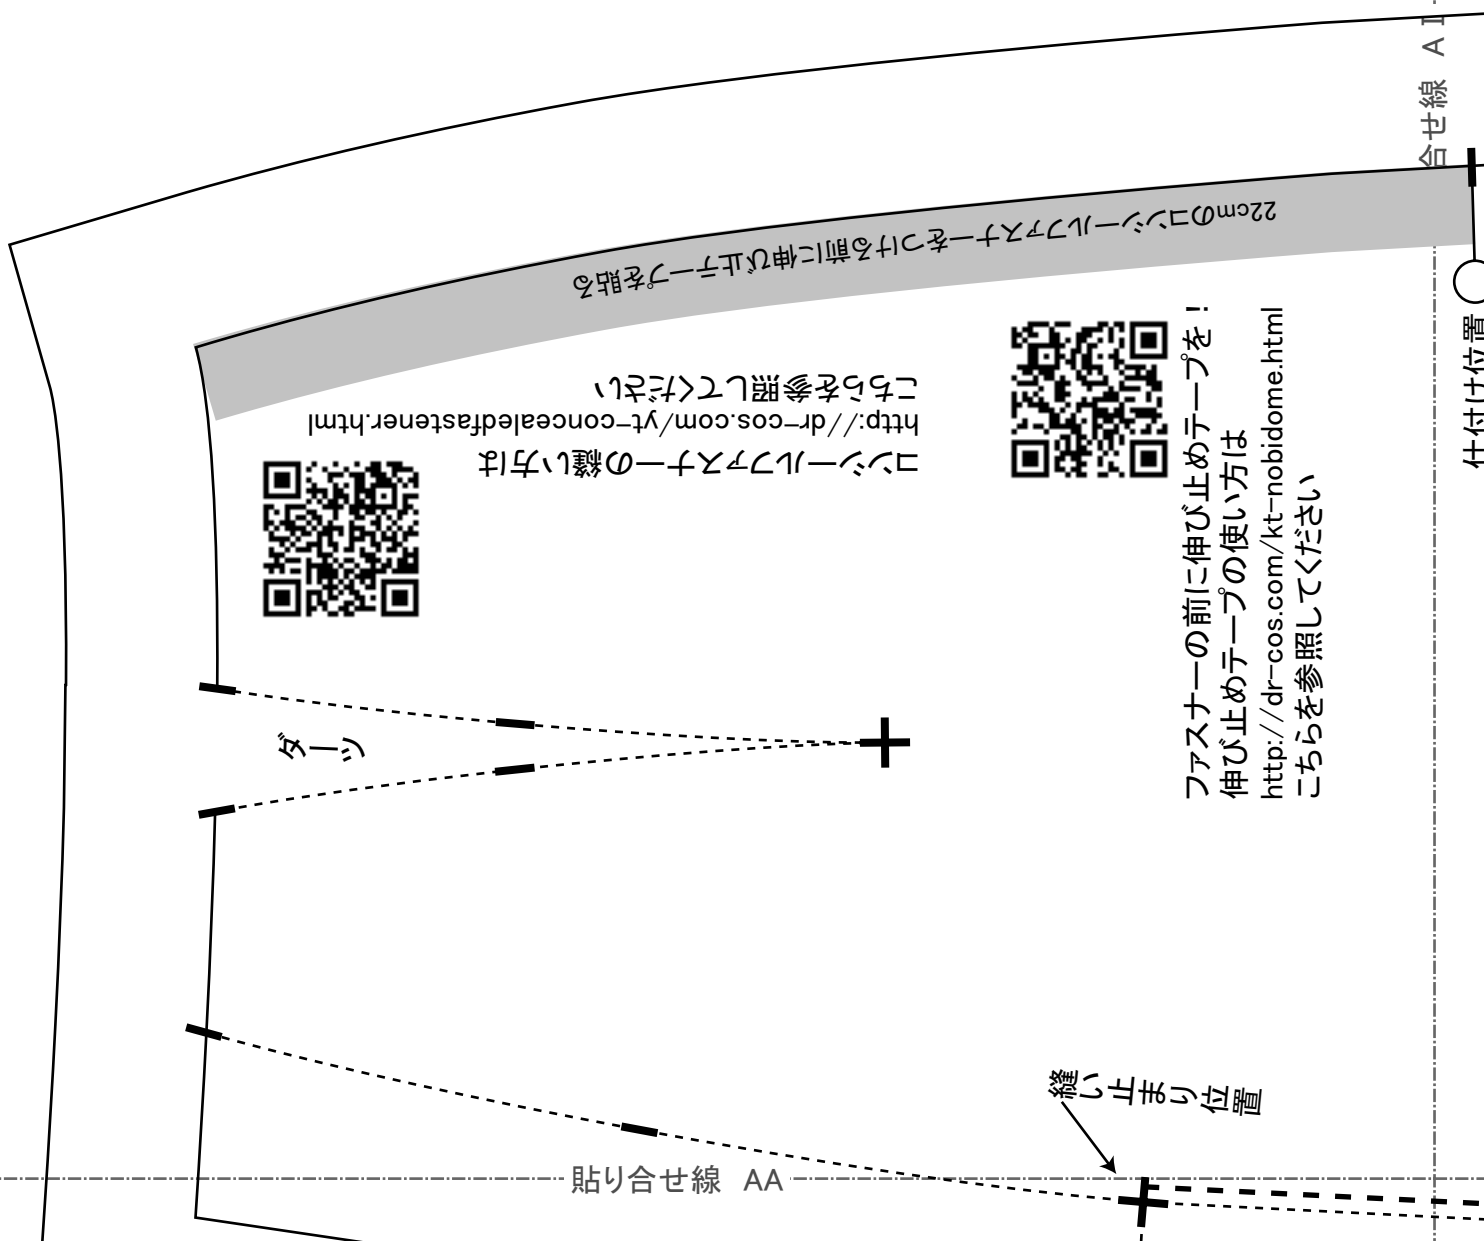 合せ線 A I
22cmのコンシールファスナーをつける前に伸び止テープを貼る
コンシールファスナーの縫い方は
http://dr-cos.com/yt-concealedfastener.html
こちらを参照してください
ファスナーの前に伸び止めテープを！
伸び止めテープの使い方は
http://dr-cos.com/kt-nobidome.html
こちらを参照してください
仕付け位置
ダーツ
縫い止まり位置
貼り合せ線 AA